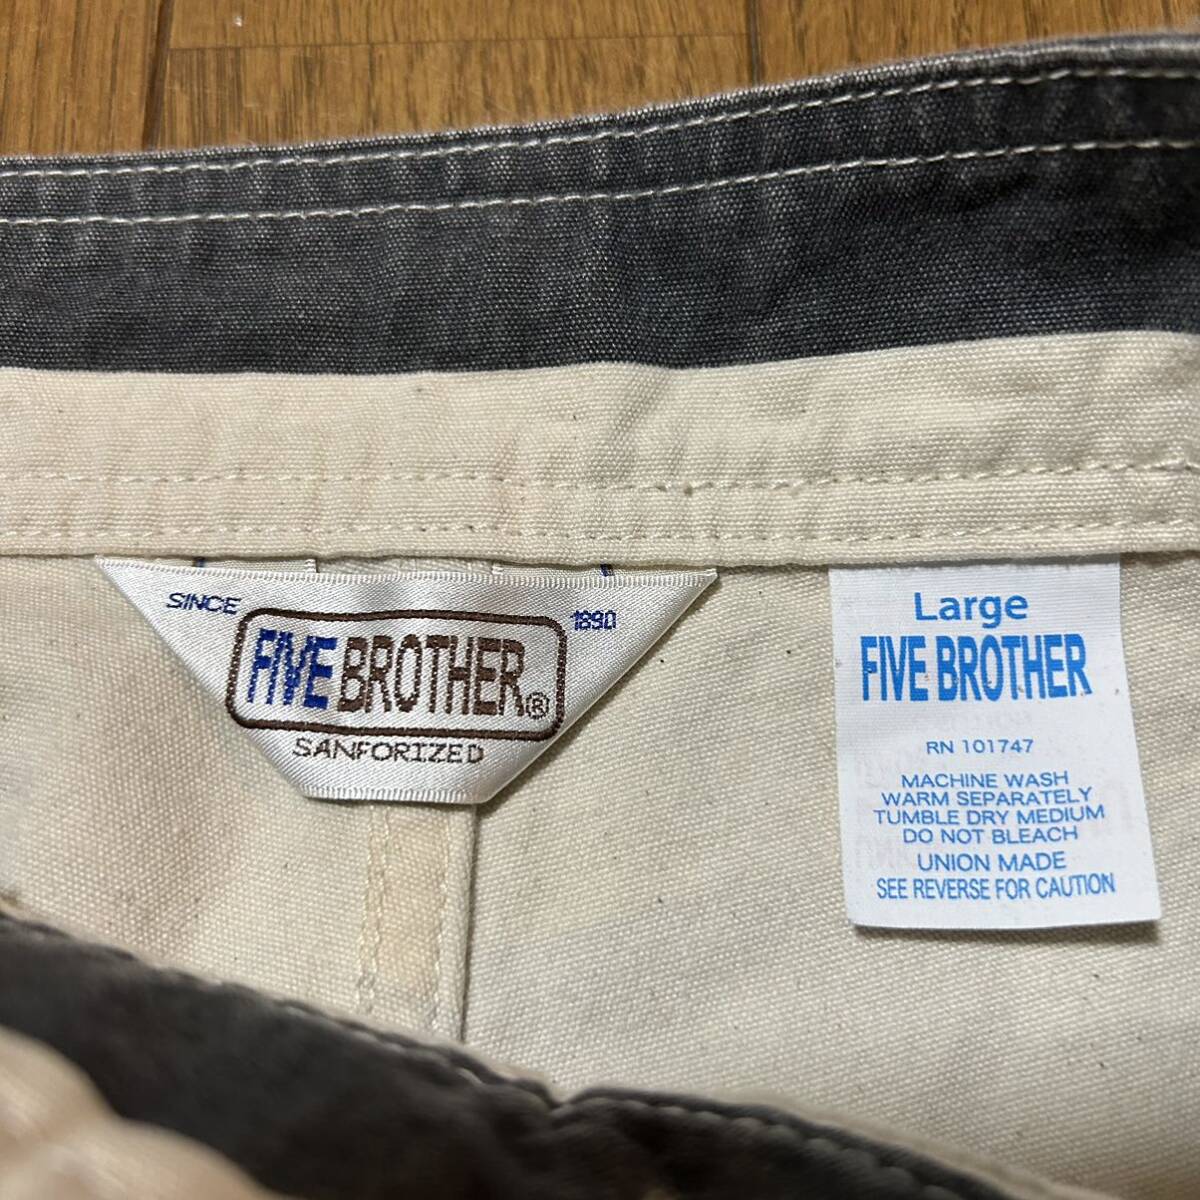 SINCE 1890
FIVE BROTHER®
SANFORIZED
Large
FIVE BROTHER
RN 101747
MACHINE WASH
WARM SEPARATELY
TUMBLE DRY MEDIUM
DO NOT BLEACH
UNION MADE
SEE REVERSE FOR CAUTION